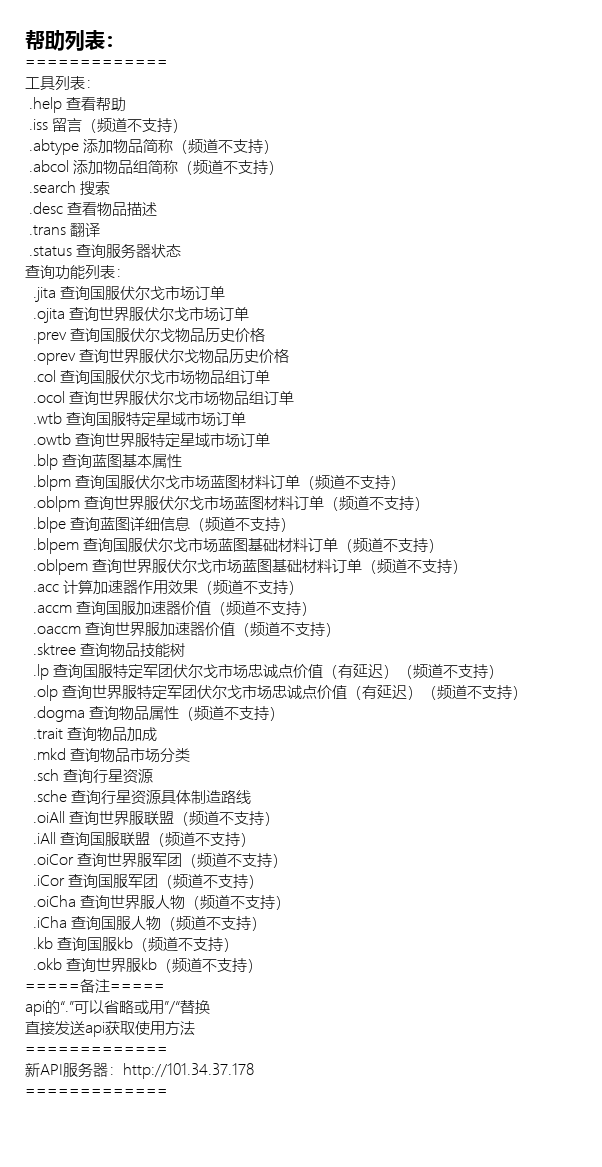 帮助列表：
=============
工具列表：
.help 查看帮助
.iss 留言（频道不支持）
.abtype 添加物品简称（频道不支持）
.abcol 添加物品组简称（频道不支持）
.search 搜索
.desc 查看物品描述
.trans 翻译
.status 查询服务器状态
查询功能列表：
.jita 查询国服伏尔戈市场订单
.ojita 查询世界服伏尔戈市场订单
.prev 查询国服伏尔戈物品历史价格
.oprev 查询世界服伏尔戈物品历史价格
.col 查询国服伏尔戈市场物品组订单
.ocol 查询世界服伏尔戈市场物品组订单
.wtb 查询国服特定星域市场订单
.owtb 查询世界服特定星域市场订单
.blp 查询蓝图基本属性
.blpm 查询国服伏尔戈市场蓝图材料订单（频道不支持）
.oblpm 查询世界服伏尔戈市场蓝图材料订单（频道不支持）
.blpe 查询蓝图详细信息（频道不支持）
.blpem 查询国服伏尔戈市场蓝图基础材料订单（频道不支持）
.oblpem 查询世界服伏尔戈市场蓝图基础材料订单（频道不支持）
.acc 计算加速器作用效果（频道不支持）
.accm 查询国服加速器价值（频道不支持）
.oaccm 查询世界服加速器价值（频道不支持）
.sktree 查询物品技能树
.lp 查询国服特定军团伏尔戈市场忠诚点价值（有延迟）（频道不支持）
.olp 查询世界服特定军团伏尔戈市场忠诚点价值（有延迟）（频道不支持）
.dogma 查询物品属性（频道不支持）
.trait 查询物品加成
.mkd 查询物品市场分类
.sch 查询行星资源
.sche 查询行星资源具体制造路线
.oiAll 查询世界服联盟（频道不支持）
.iAll 查询国服联盟（频道不支持）
.oiCor 查询世界服军团（频道不支持）
.iCor 查询国服军团（频道不支持）
.oiCha 查询世界服人物（频道不支持）
.iCha 查询国服人物（频道不支持）
.kb 查询国服kb（频道不支持）
.okb 查询世界服kb（频道不支持）
=====备注=====
api的“.”可以省略或用”/“替换
直接发送api获取使用方法
=============
新API服务器：http://101.34.37.178
=============